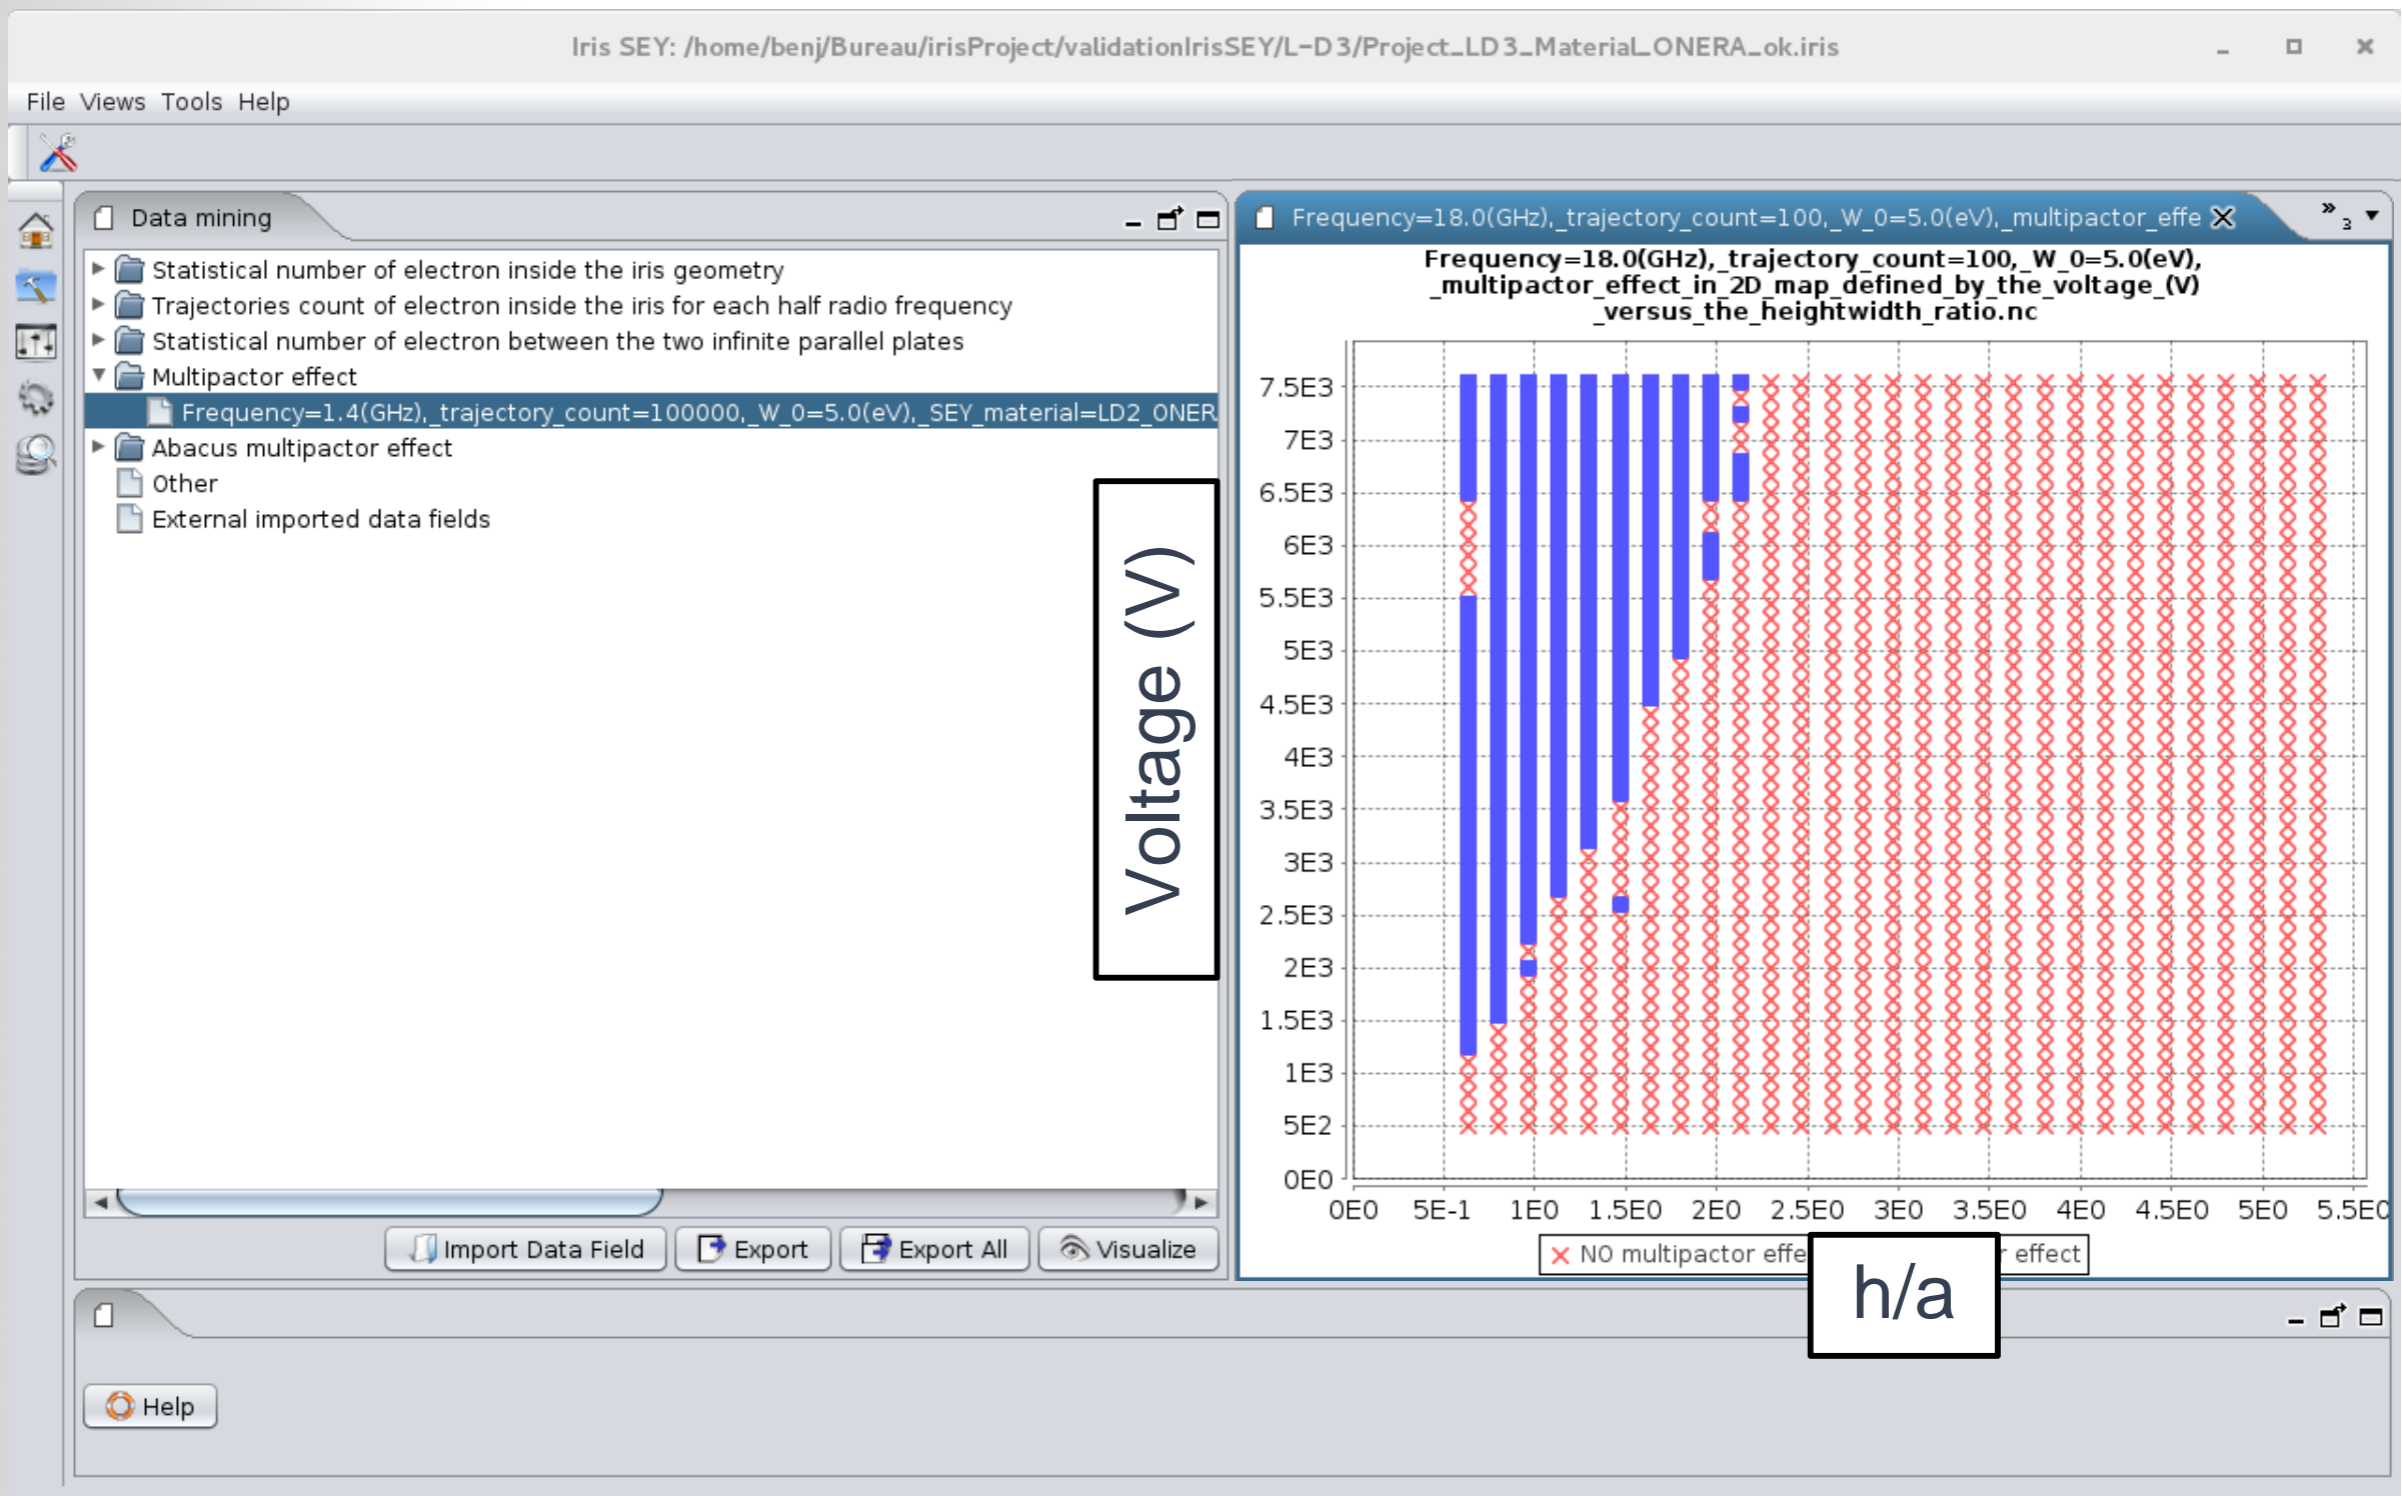 Iris SEY: /home/benj/Bureau/irisProject/validationIrisSEY/L-D3/Project_LD3_Material_ONERA_ok.iris
File Views Tools Help
Data mining
Statistical number of electron inside the iris geometry
Trajectories count of electron inside the iris for each half radio frequency
Statistical number of electron between the two infinite parallel plates
Multipactor effect
Frequency=1.4(GHz),_trajectory_count=100000,_W_0=5.0(eV),_SEY_material=LD2_ONER
Abacus multipactor effect
Other
External imported data fields
Import Data Field
Export
Export All
Visualize
Voltage (V)
Frequency=18.0(GHz),_trajectory_count=100,_W_0=5.0(eV),_multipactor_effe
» 3
Frequency=18.0(GHz),_trajectory_count=100,_W_0=5.0(eV),
_multipactor_effect_in_2D_map_defined_by_the_voltage_(V)
_versus_the_heightwidth_ratio.nc
7.5E3
7E3
6.5E3
6E3
5.5E3
5E3
4.5E3
4E3
3.5E3
3E3
2.5E3
2E3
1.5E3
1E3
5E2
0E0
0E0 5E-1 1E0 1.5E0 2E0 2.5E0 3E0 3.5E0 4E0 4.5E0 5E0 5.5E0
NO multipactor effe
effect
h/a
Help